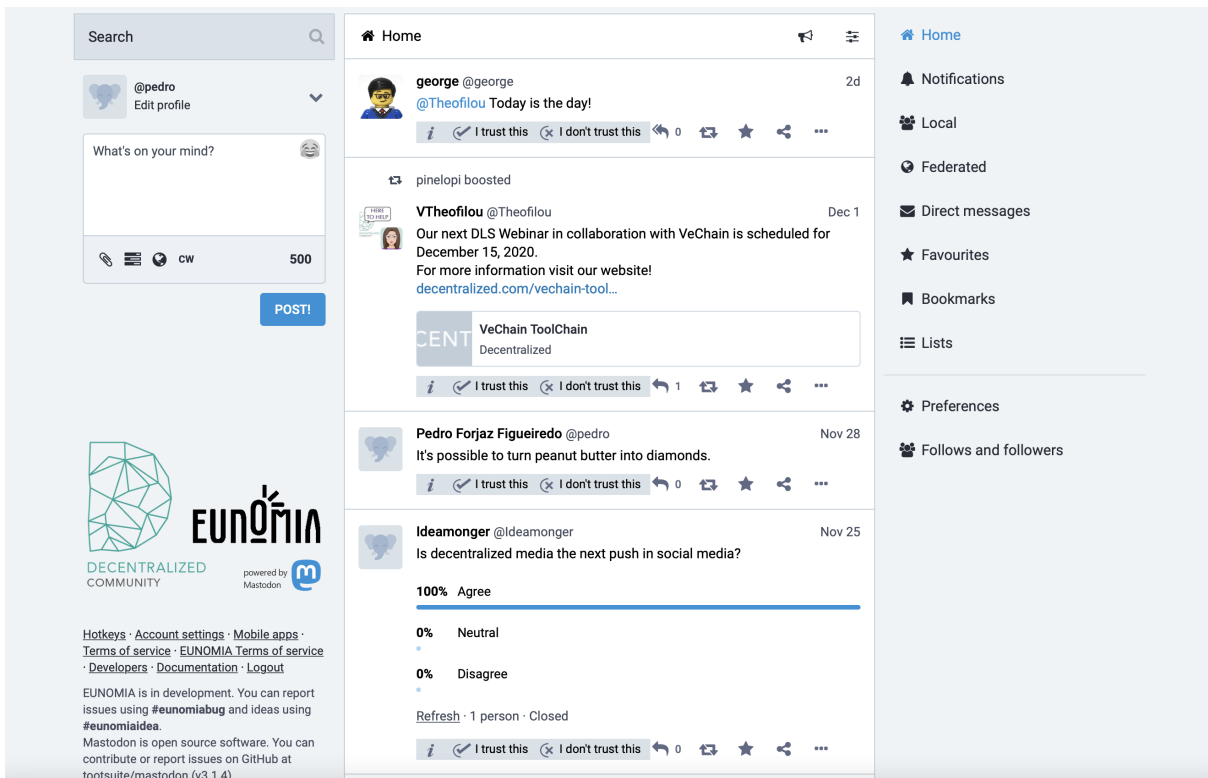 Search
@pedro
Edit profile
What's on your mind?
CW
500
POST!
DECENTRALIZED
COMMUNITY
EUNOMIA
powered by
Mastodon
Hotkeys · Account settings · Mobile apps ·
Terms of service · EUNOMIA Terms of service
· Developers · Documentation · Logout
EUNOMIA is in development. You can report
issues using #eunomiabug and ideas using
#eunomiaidea.
Mastodon is open source software. You can
contribute or report issues on GitHub at
tootsuite/mastodon (v3.1.4)
Home
george @george 2d
@Theofilou Today is the day!
i I trust this I don't trust this 0
pinelopi boosted
HERE
TO HELP
VTheofilou @Theofilou Dec 1
Our next DLS Webinar in collaboration with VeChain is scheduled for
December 15, 2020.
For more information visit our website!
decentralized.com/vechain-tool…
CENT
VeChain ToolChain
Decentralized
i I trust this I don't trust this 1
Pedro Forjaz Figueiredo @pedro Nov 28
It's possible to turn peanut butter into diamonds.
i I trust this I don't trust this 0
Ideamonger @Ideamonger Nov 25
Is decentralized media the next push in social media?
100% Agree
0% Neutral
0% Disagree
Refresh · 1 person · Closed
i I trust this I don't trust this 0
Home
Notifications
Local
Federated
Direct messages
Favourites
Bookmarks
Lists
Preferences
Follows and followers